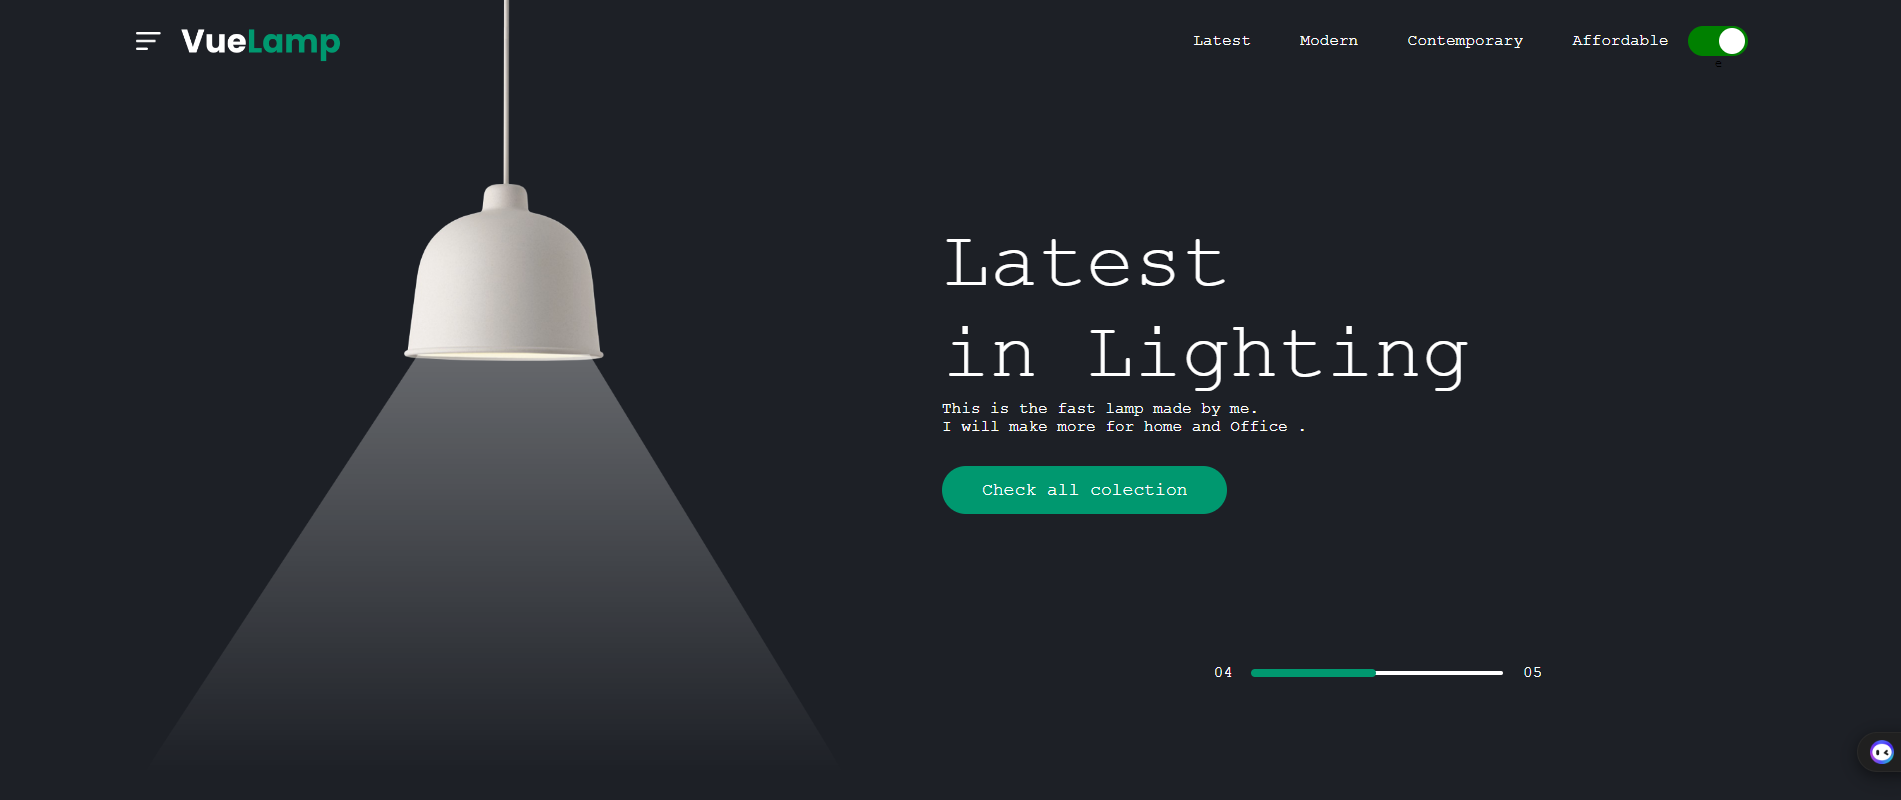 VueLamp
Latest
Modern
Contemporary
Affordable
e
Latest
in Lighting
This is the fast lamp made by me.
I will make more for home and Office .
Check all colection
04
05